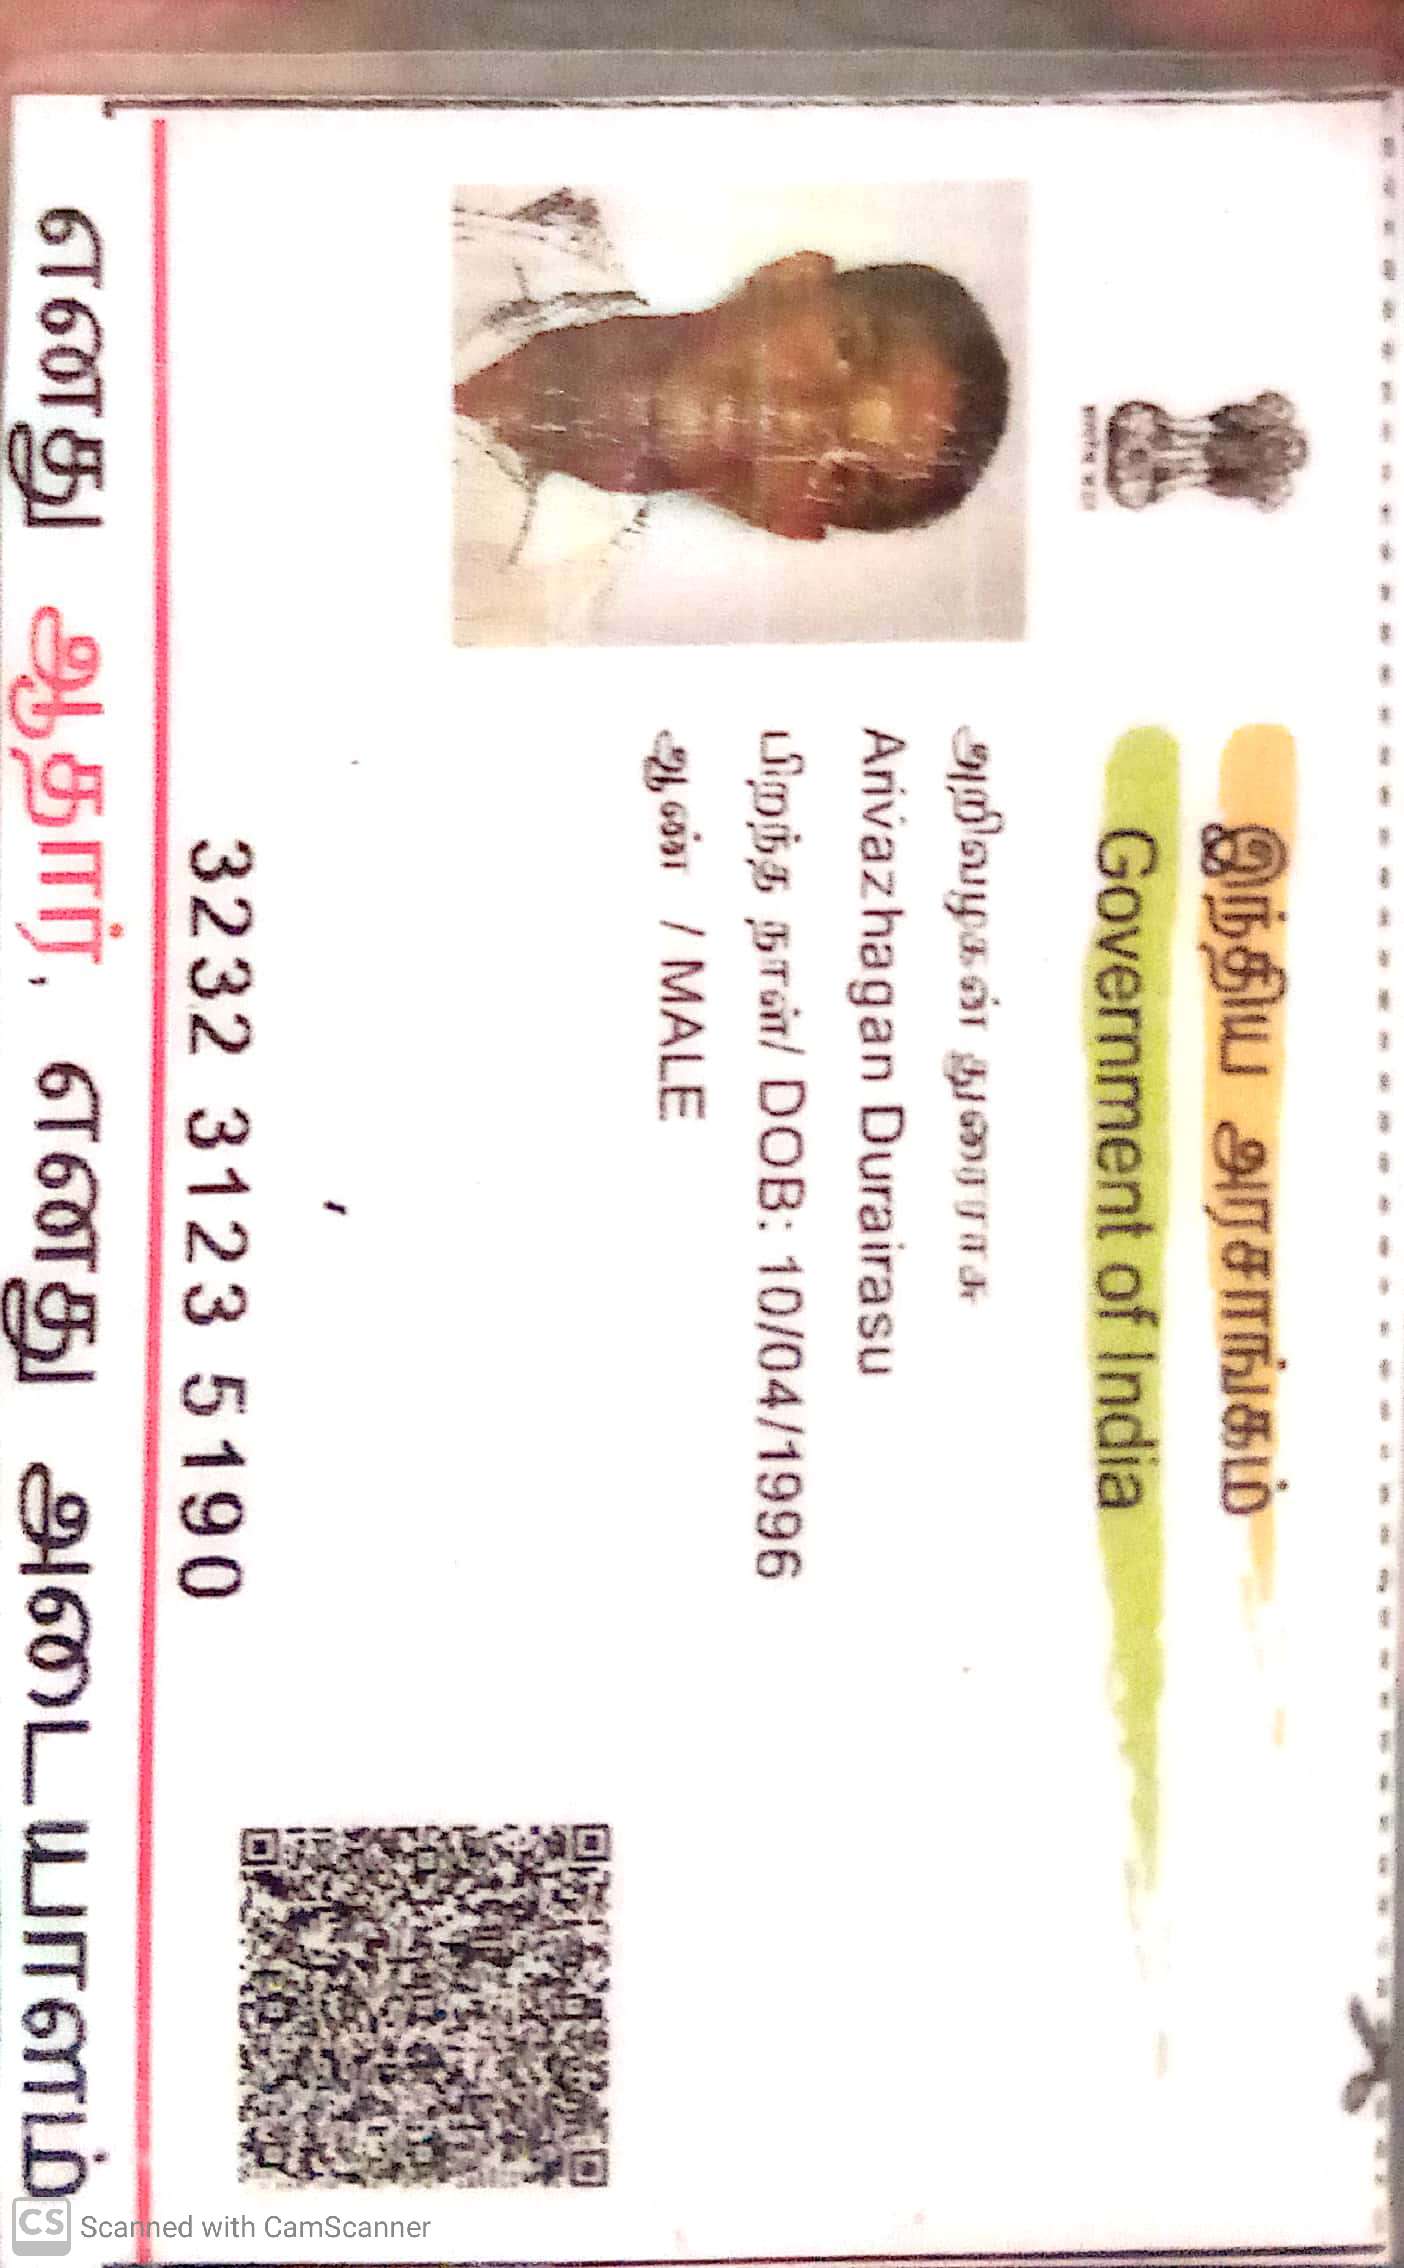 இந்திய அரசாங்கம்
Government of India
அறிவழகன் துரைராசு
Arivazhagan Durairasu
பிறந்த நாள்/ DOB: 10/04/1996
ஆண் / MALE
3232 3123 5190
எனது ஆதார், எனது அடையாளம்
CS Scanned with CamScanner